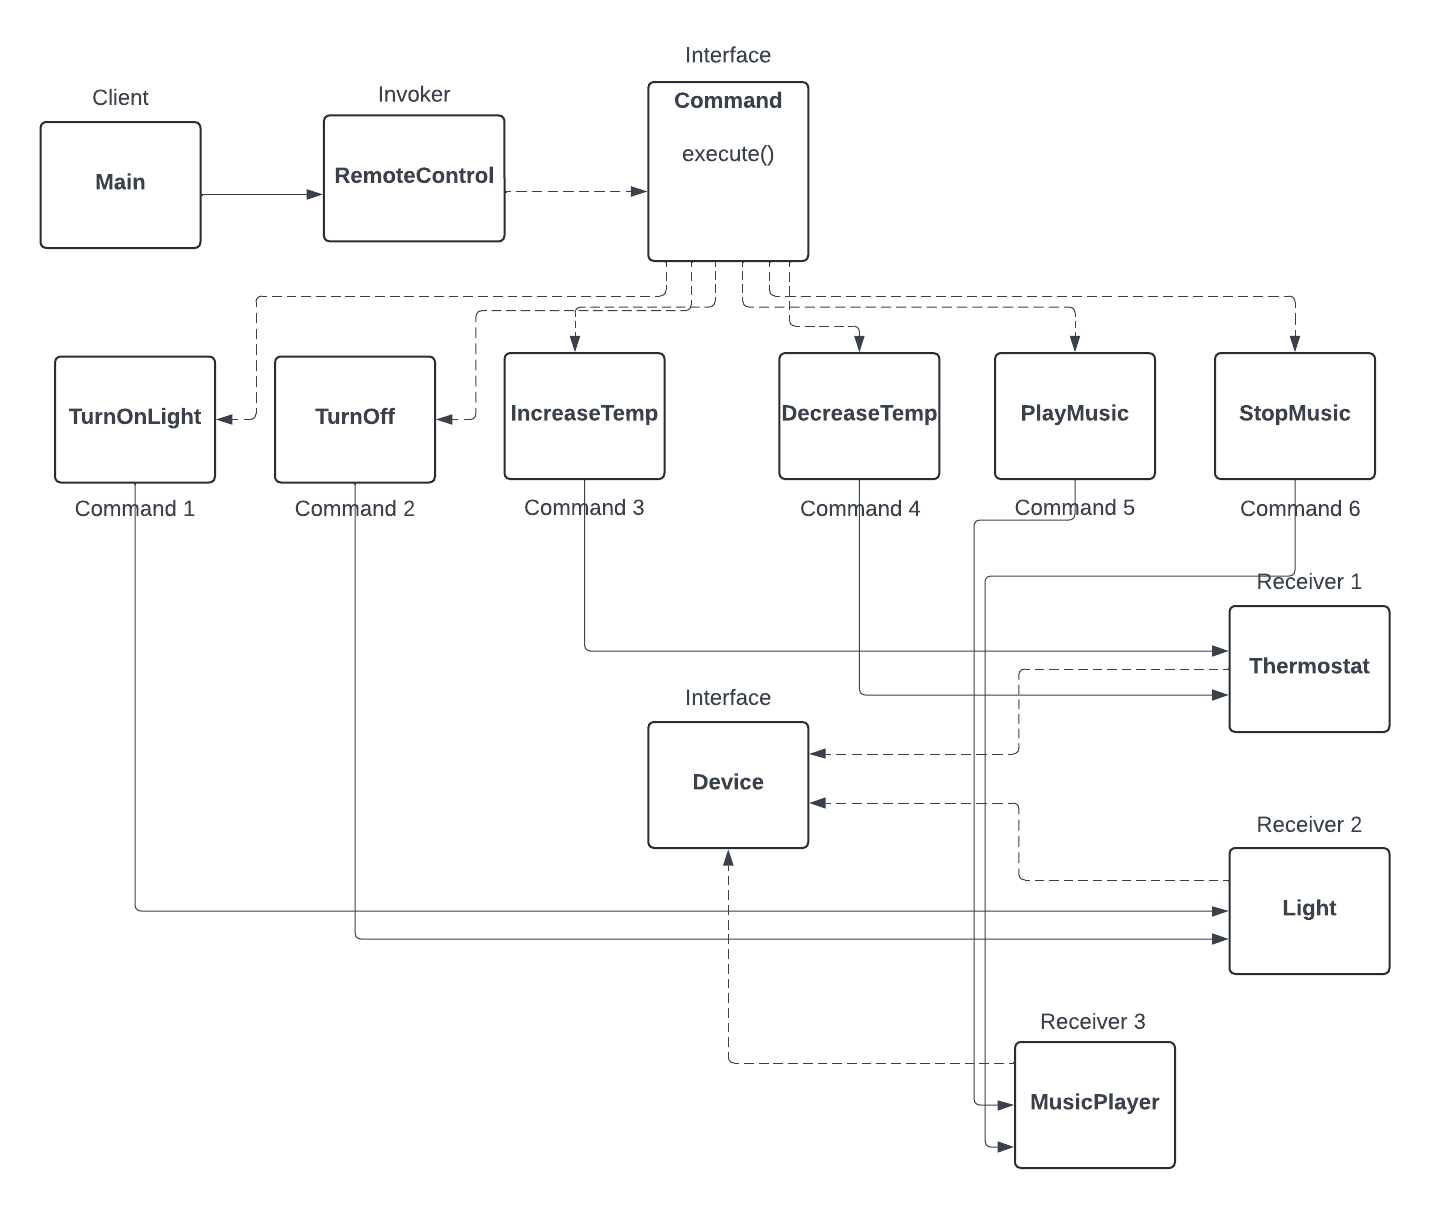 Interface
Client
Invoker
Command
execute()
Main
RemoteControl
TurnOnLight
TurnOff
IncreaseTemp
DecreaseTemp
PlayMusic
StopMusic
Command 1
Command 2
Command 3
Command 4
Command 5
Command 6
Receiver 1
Thermostat
Interface
Device
Receiver 2
Light
Receiver 3
MusicPlayer